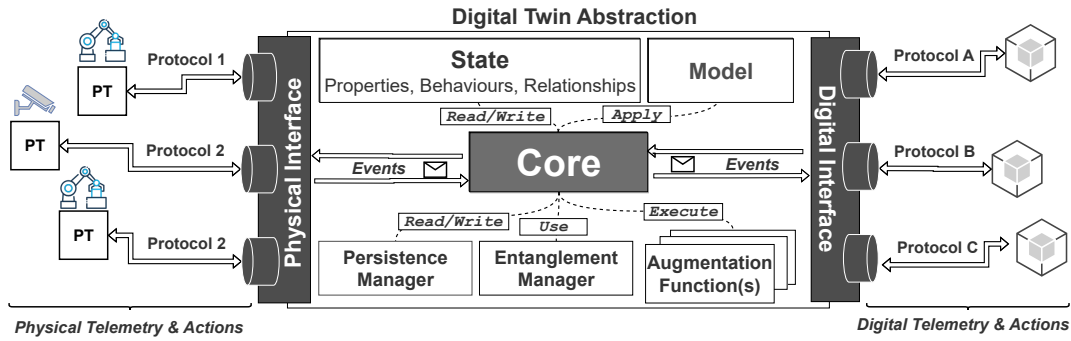 Digital Twin Abstraction
PT
Protocol 1
PT
Protocol 2
PT
Protocol 2
Physical Interface
State
Properties, Behaviours, Relationships
Model
Read/Write
Apply
Core
Events
Events
Read/Write
Use
Execute
Persistence
Manager
Entanglement
Manager
Augmentation
Function(s)
Digital Interface
Protocol A
Protocol B
Protocol C
Physical Telemetry & Actions
Digital Telemetry & Actions